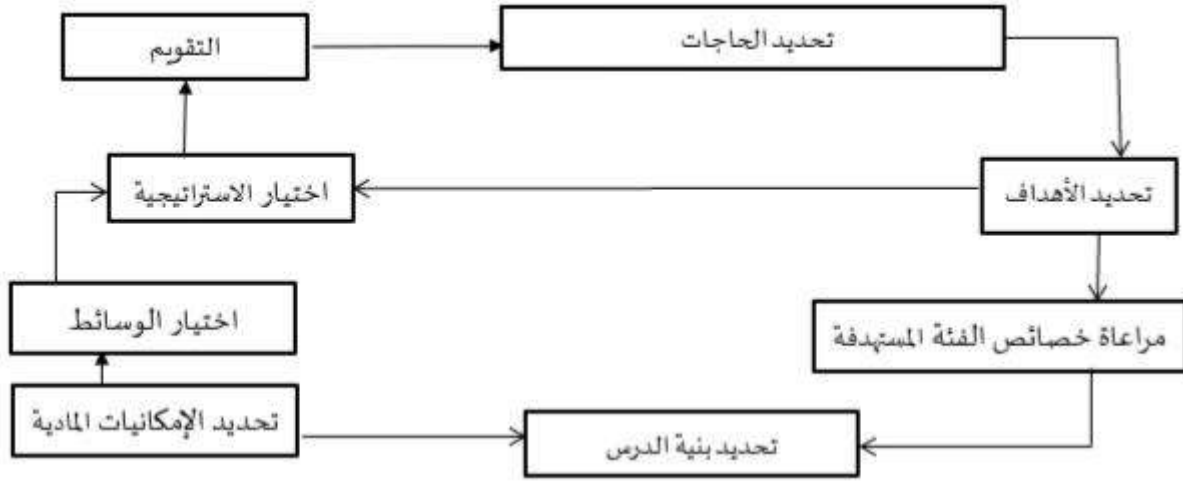 تحديد الحاجات
التقويم
تحديد الأهداف
اختيار الاستراتيجية
مراعاة خصائص الفئة المستهدفة
اختيار الوسائط
تحديد بنية الدرس
تحديد الإمكانيات المادية